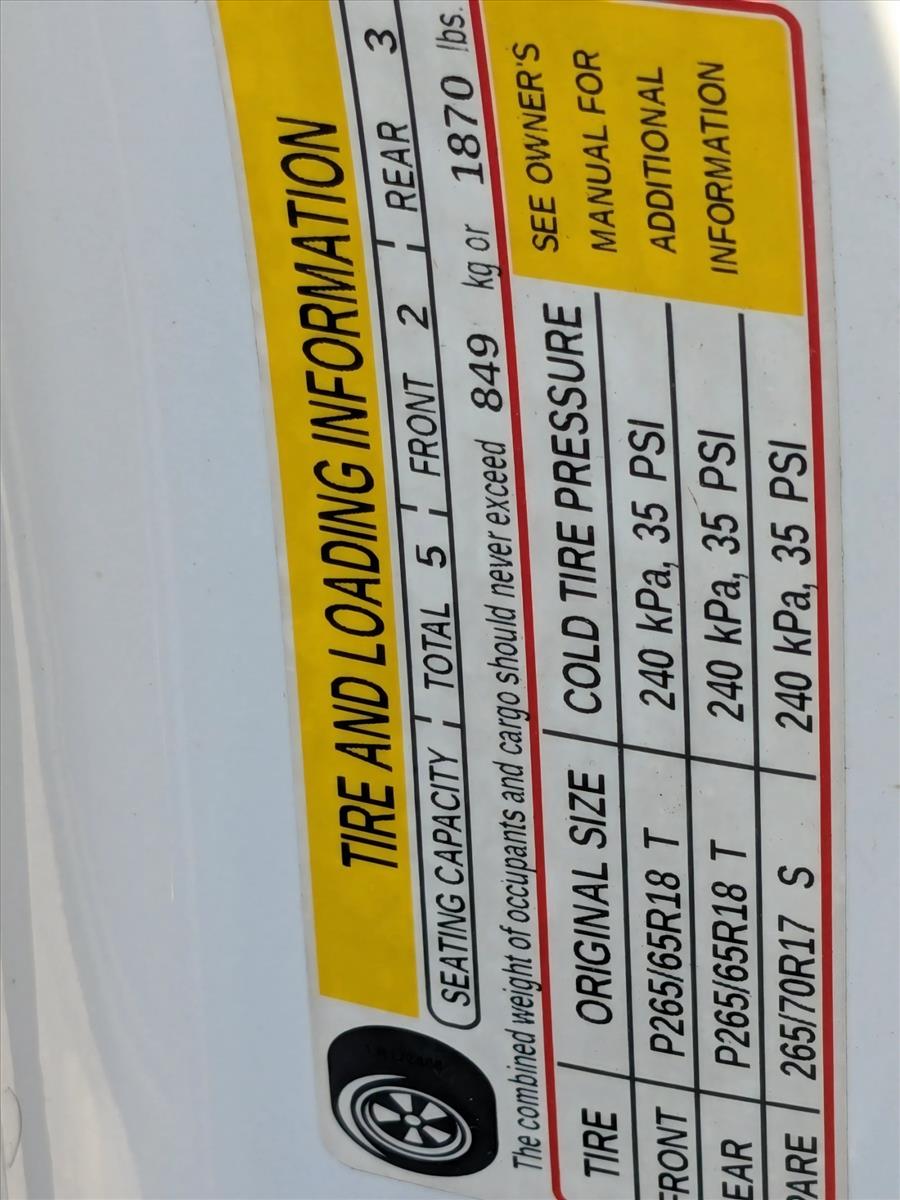 TIRE AND LOADING INFORMATION
SEATING CAPACITY TOTAL 5 FRONT 2 REAR 3
The combined weight of occupants and cargo should never exceed 849 kg or 1870 lbs.
TIRE ORIGINAL SIZE COLD TIRE PRESSURE
FRONT P265/65R18 T 240 kPa, 35 PSI
EAR P265/65R18 T 240 kPa, 35 PSI
ARE 265/70R17 S 240 kPa, 35 PSI
SEE OWNER'S
MANUAL FOR
ADDITIONAL
INFORMATION